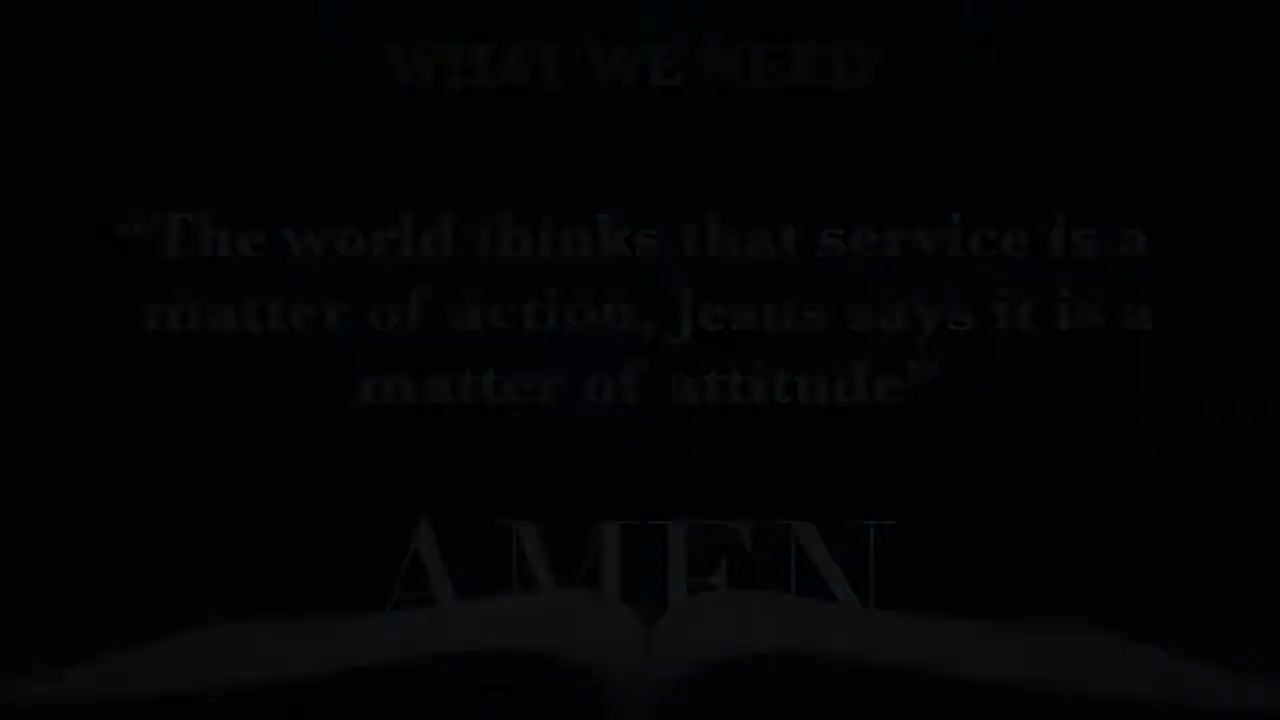 WHAT WE NEED
“The world thinks that service is a
matter of action, Jesus says it is a
matter of attitude”
AMEN